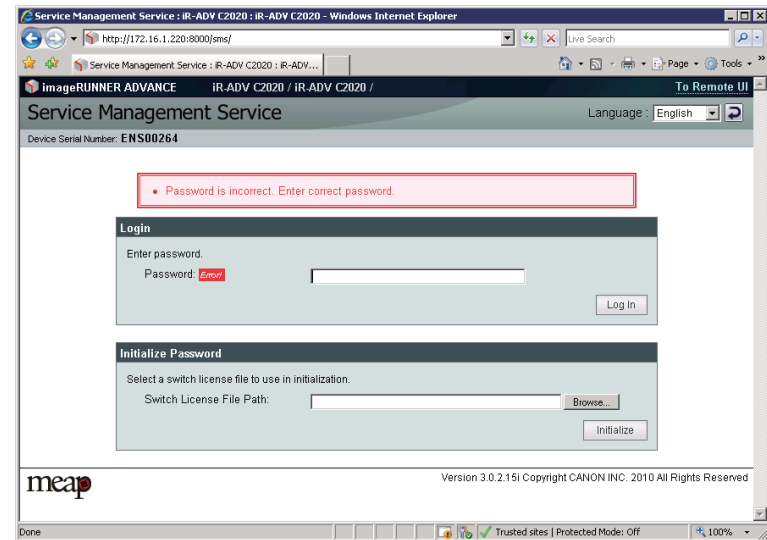 Service Management Service : iR-ADV C2020 : iR-ADV C2020 - Windows Internet Explorer
http://172.16.1.220:8000/sms/
Live Search
Service Management Service : iR-ADV C2020 : iR-ADV...
Page
Tools
imageRUNNER ADVANCE iR-ADV C2020 / iR-ADV C2020 /
To Remote UI
Service Management Service
Language : English
Device Serial Number: ENS00264
• Password is incorrect. Enter correct password.
Login
Enter password.
Password: Error!
Log In
Initialize Password
Select a switch license file to use in initialization.
Switch License File Path:
Browse...
Initialize
meap
Version 3.0.2.15i Copyright CANON INC. 2010 All Rights Reserved
Done
Trusted sites | Protected Mode: Off
100%